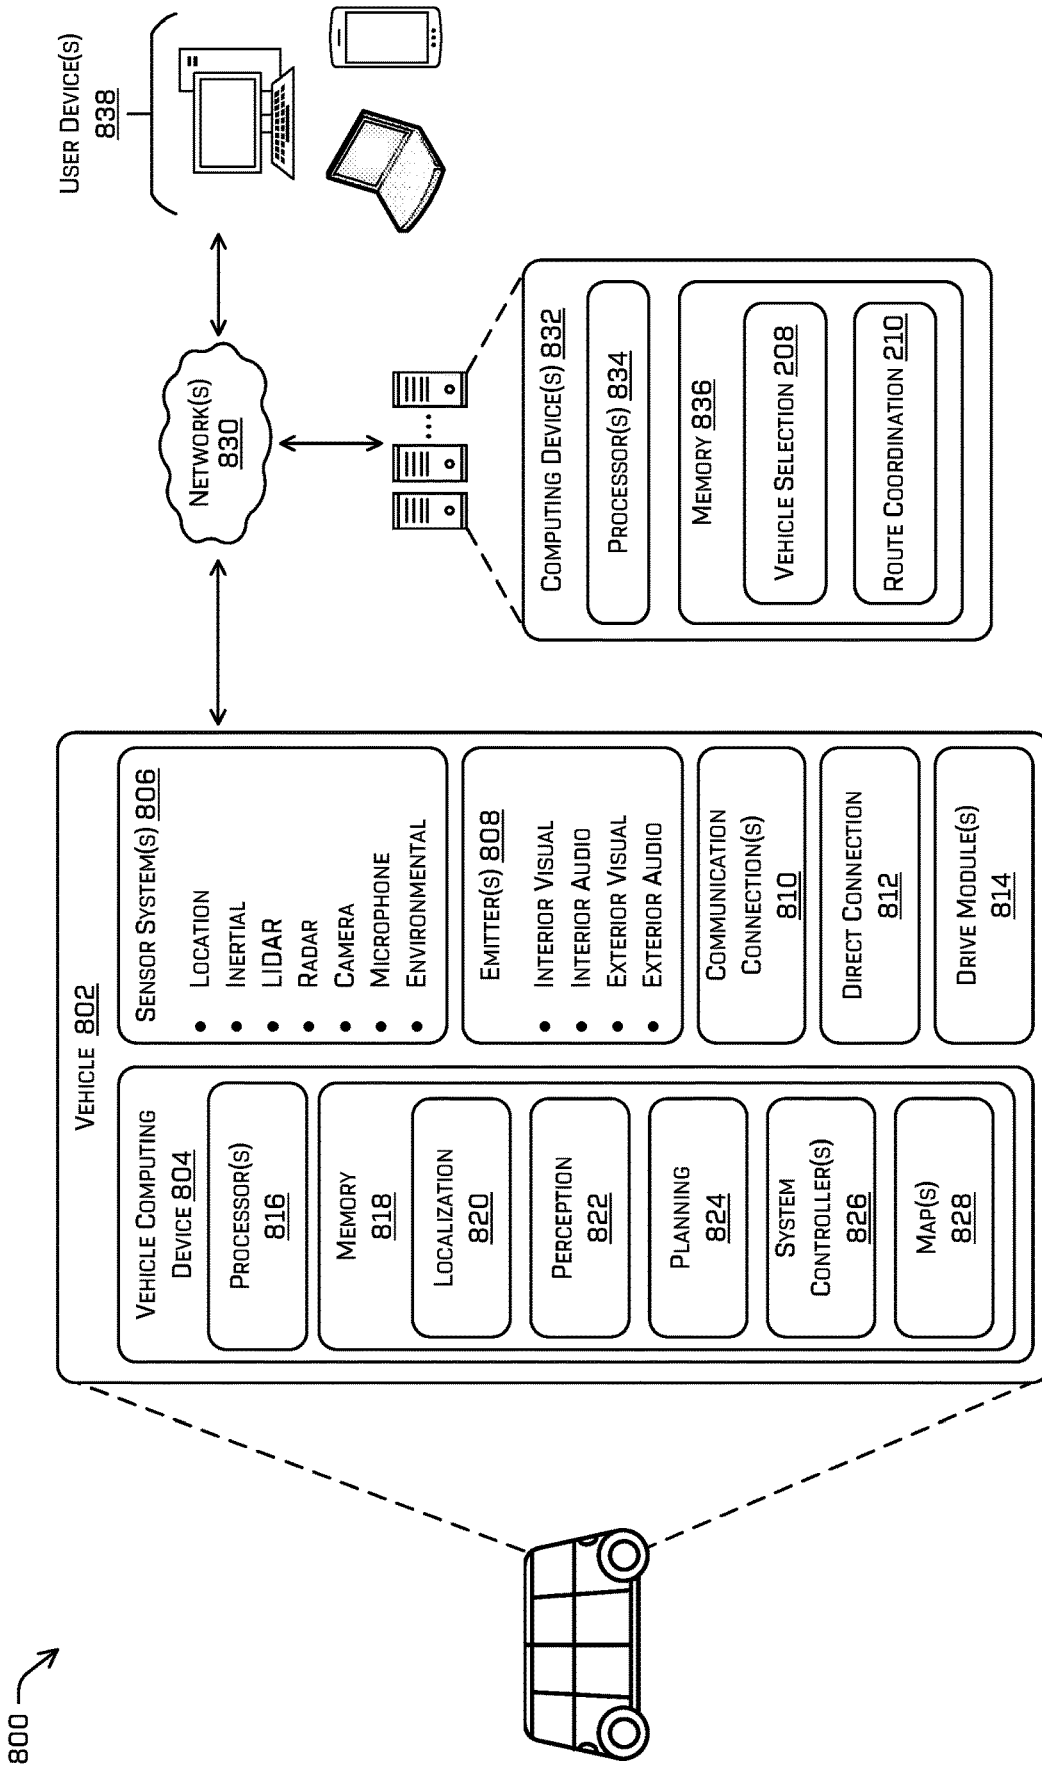 800
VEHICLE 802
VEHICLE COMPUTING
DEVICE 804
PROCESSOR(S)
816
MEMORY
818
LOCALIZATION
820
PERCEPTION
822
PLANNING
824
SYSTEM
CONTROLLER(S)
826
MAP(S)
828
SENSOR SYSTEM(S) 806
• LOCATION
• INERTIAL
• LIDAR
• RADAR
• CAMERA
• MICROPHONE
• ENVIRONMENTAL
EMITTER(S) 808
• INTERIOR VISUAL
• INTERIOR AUDIO
• EXTERIOR VISUAL
• EXTERIOR AUDIO
COMMUNICATION
CONNECTION(S)
810
DIRECT CONNECTION
812
DRIVE MODULE(S)
814
NETWORK(S)
830
COMPUTING DEVICE(S) 832
PROCESSOR(S) 834
MEMORY 836
VEHICLE SELECTION 208
ROUTE COORDINATION 210
USER DEVICE(S)
838